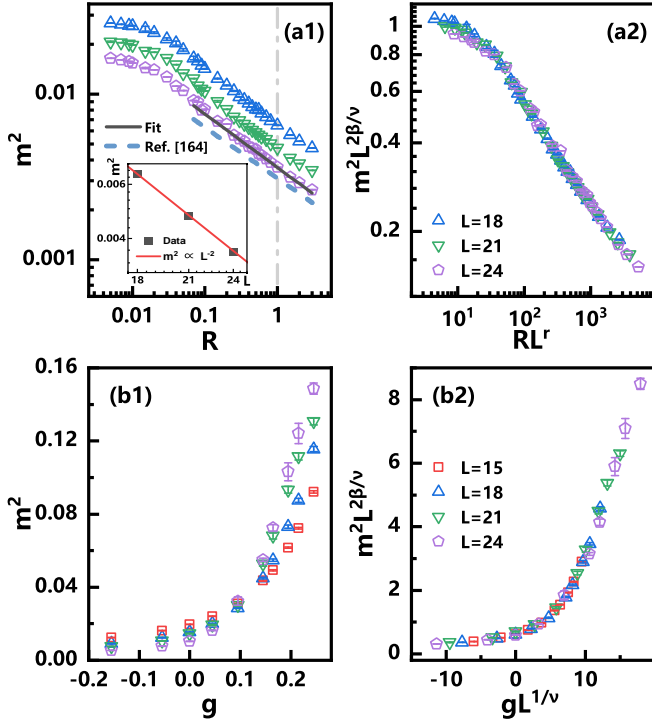 (a1)
m²
0.01
0.001
Fit
Ref. [164]
m²
0.006
0.004
Data
m² ∝ L⁻²
18
21
24
L
0.01
0.1
1
R
(a2)
m²L^{2β/ν}
1
0.8
0.6
0.4
0.2
L=18
L=21
L=24
10¹
10²
10³
RL^r
(b1)
m²
0.16
0.12
0.08
0.04
0.00
-0.2
-0.1
0.0
0.1
0.2
g
(b2)
m²L^{2β/ν}
8
6
4
2
0
L=15
L=18
L=21
L=24
-10
0
10
gL^{1/ν}